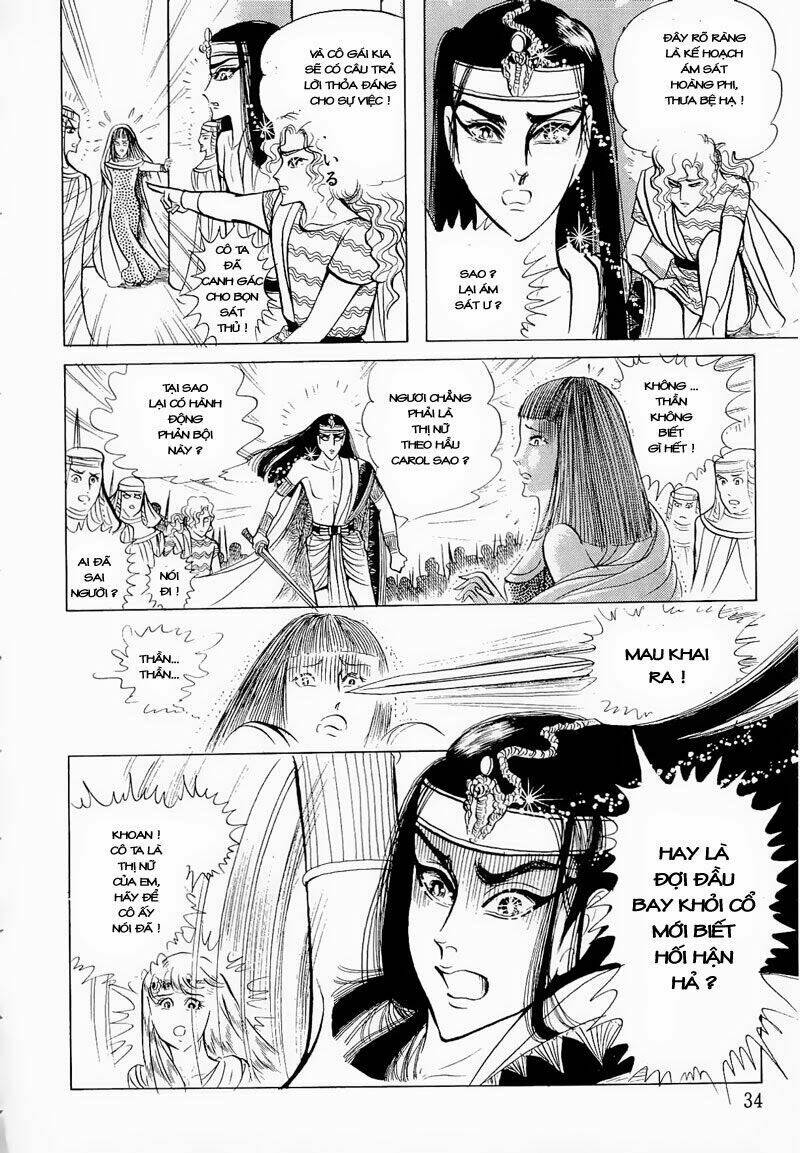 ĐÂY RÕ RÀNG
LÀ KẾ HOẠCH
ÁM SÁT
HOÀNG PHI,
THƯA BỆ HẠ !
SAO ?
LẠI ÁM
SÁT Ư ?
VÀ CÔ GÁI KIA
SẼ CÓ CÂU TRẢ
LỜI THỎA ĐÁNG
CHO SỰ VIỆC !
いる
CÔ TA
ĐÃ
CANH GÁC
CHO BỌN
SÁT
THỦ !
KHÔNG ...
THẦN
KHÔNG
BIẾT
GÌ HẾT !
NGƯƠI CHẲNG
PHẢI LÀ
THỊ NỮ
THEO HẦU
CAROL SAO ?
TẠI SAO
LẠI CÓ HÀNH
ĐỘNG
PHẢN BỘI
NÀY ?
AI ĐÃ
SAI
NGƯƠI ?
NÓI
ĐI !
MAU KHAI
RA !
THẦN...
THẦN...
HAY LÀ
ĐỢI ĐẦU
BAY KHỎI CỔ
MỚI BIẾT
HỐI HẬN
HẢ ?
KHOAN !
CÔ TA LÀ
THỊ NỮ
CỦA EM,
HÃY ĐỂ
CÔ ẤY
NÓI ĐÃ !
34